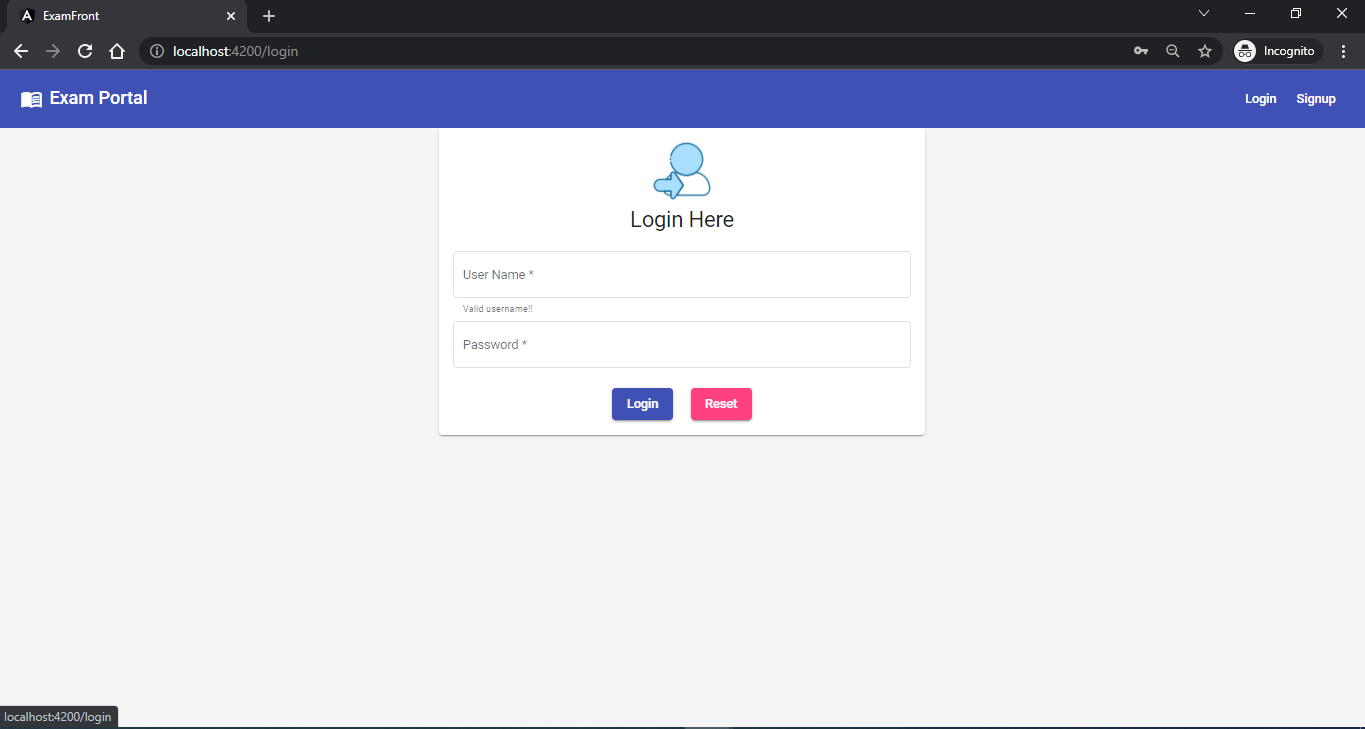 ExamFront
localhost:4200/login
Incognito
Exam Portal
Login
Signup
Login Here
User Name *
Valid username!!
Password *
Login
Reset
localhost:4200/login